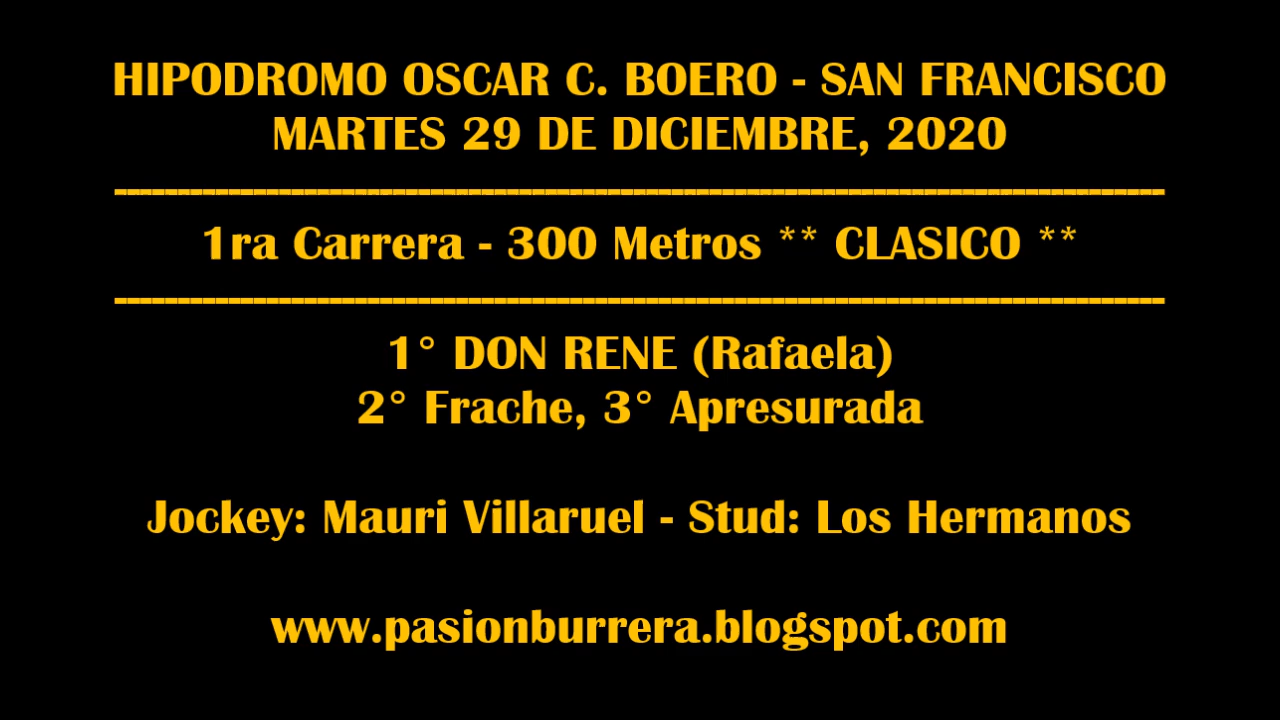 HIPODROMO OSCAR C. BOERO - SAN FRANCISCO
MARTES 29 DE DICIEMBRE, 2020
--------------------------------------------------------------------------------
1ra Carrera - 300 Metros ** CLASICO **
--------------------------------------------------------------------------------
1° DON RENE (Rafaela)
2° Frache, 3° Apresurada
Jockey: Mauri Villaruel - Stud: Los Hermanos
www.pasionburrera.blogspot.com